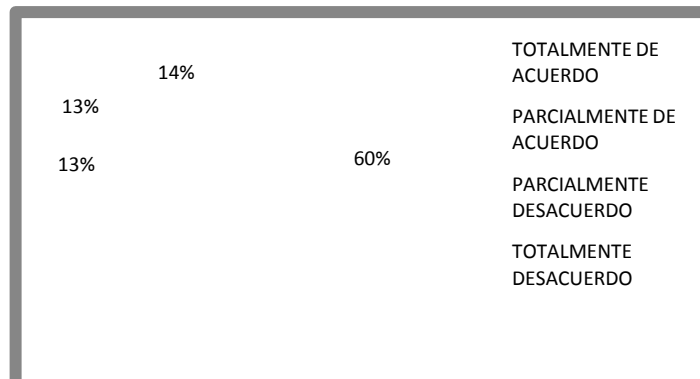 14%
13%
13%
60%
TOTALMENTE DE
ACUERDO
PARCIALMENTE DE
ACUERDO
PARCIALMENTE
DESACUERDO
TOTALMENTE
DESACUERDO